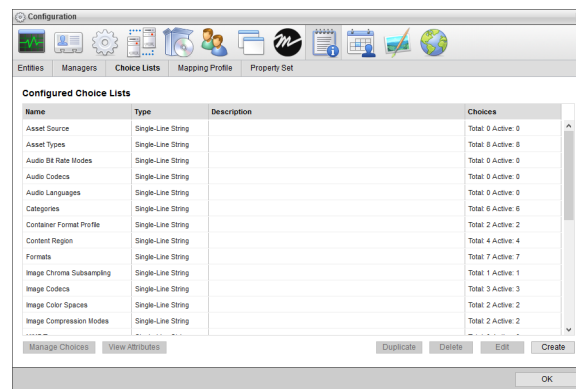 Configuration
Entities Managers Choice Lists Mapping Profile Property Set
Configured Choice Lists
Name Type Description Choices
Asset Source Single-Line String Total: 0 Active: 0
Asset Types Single-Line String Total: 8 Active: 8
Audio Bit Rate Modes Single-Line String Total: 0 Active: 0
Audio Codecs Single-Line String Total: 0 Active: 0
Audio Languages Single-Line String Total: 0 Active: 0
Categories Single-Line String Total: 6 Active: 6
Container Format Profile Single-Line String Total: 2 Active: 2
Content Region Single-Line String Total: 4 Active: 4
Formats Single-Line String Total: 7 Active: 7
Image Chroma Subsampling Single-Line String Total: 1 Active: 1
Image Codecs Single-Line String Total: 3 Active: 3
Image Color Spaces Single-Line String Total: 2 Active: 2
Image Compression Modes Single-Line String Total: 2 Active: 2
Manage Choices View Attributes Duplicate Delete Edit Create
OK